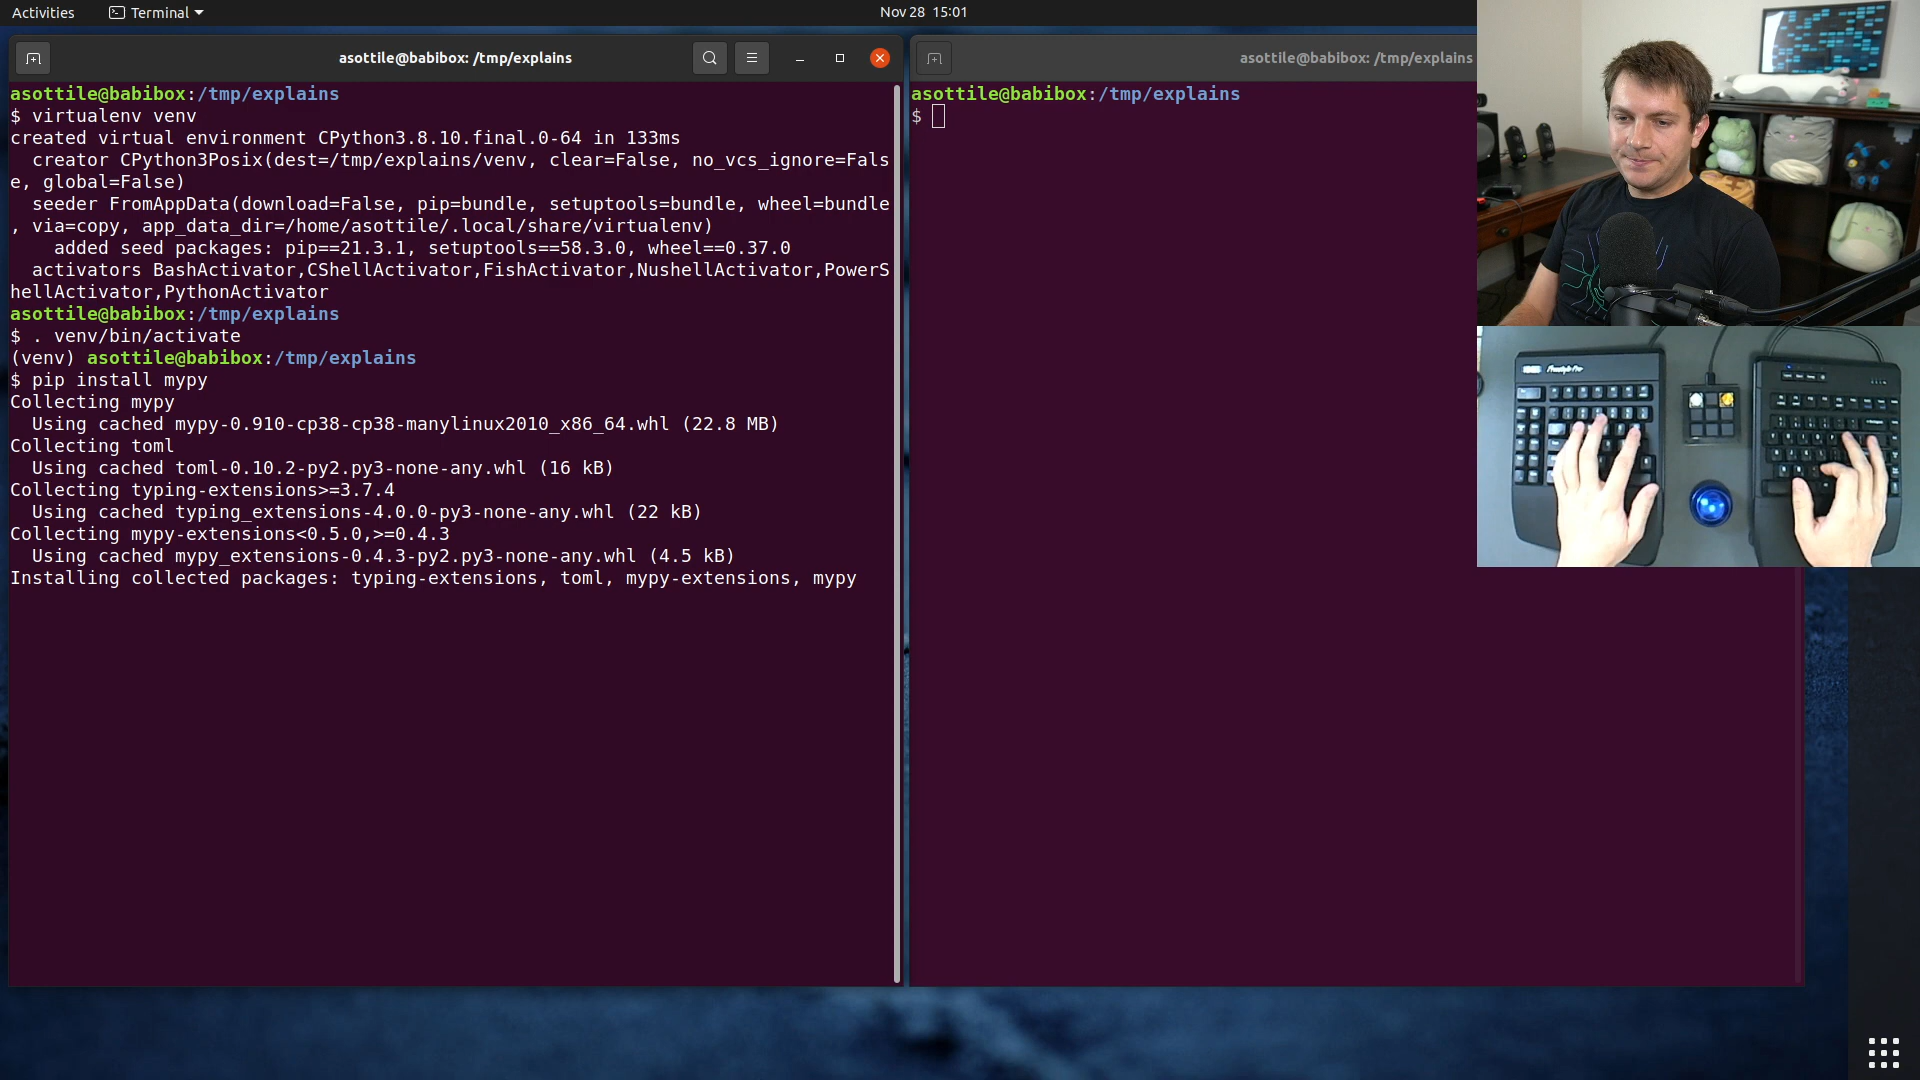 Activities
Terminal
Nov 28 15:01
asottile@babibox: /tmp/explains
asottile@babibox:/tmp/explains
$ virtualenv venv
created virtual environment CPython3.8.10.final.0-64 in 133ms
  creator CPython3Posix(dest=/tmp/explains/venv, clear=False, no_vcs_ignore=Fals
e, global=False)
  seeder FromAppData(download=False, pip=bundle, setuptools=bundle, wheel=bundle
, via=copy, app_data_dir=/home/asottile/.local/share/virtualenv)
    added seed packages: pip==21.3.1, setuptools==58.3.0, wheel==0.37.0
  activators BashActivator,CShellActivator,FishActivator,NushellActivator,PowerS
hellActivator,PythonActivator
asottile@babibox:/tmp/explains
$ . venv/bin/activate
(venv) asottile@babibox:/tmp/explains
$ pip install mypy
Collecting mypy
  Using cached mypy-0.910-cp38-cp38-manylinux2010_x86_64.whl (22.8 MB)
Collecting toml
  Using cached toml-0.10.2-py2.py3-none-any.whl (16 kB)
Collecting typing-extensions>=3.7.4
  Using cached typing_extensions-4.0.0-py3-none-any.whl (22 kB)
Collecting mypy-extensions<0.5.0,>=0.4.3
  Using cached mypy_extensions-0.4.3-py2.py3-none-any.whl (4.5 kB)
Installing collected packages: typing-extensions, toml, mypy-extensions, mypy
asottile@babibox: /tmp/explains
asottile@babibox:/tmp/explains
$
Freestyle Pro